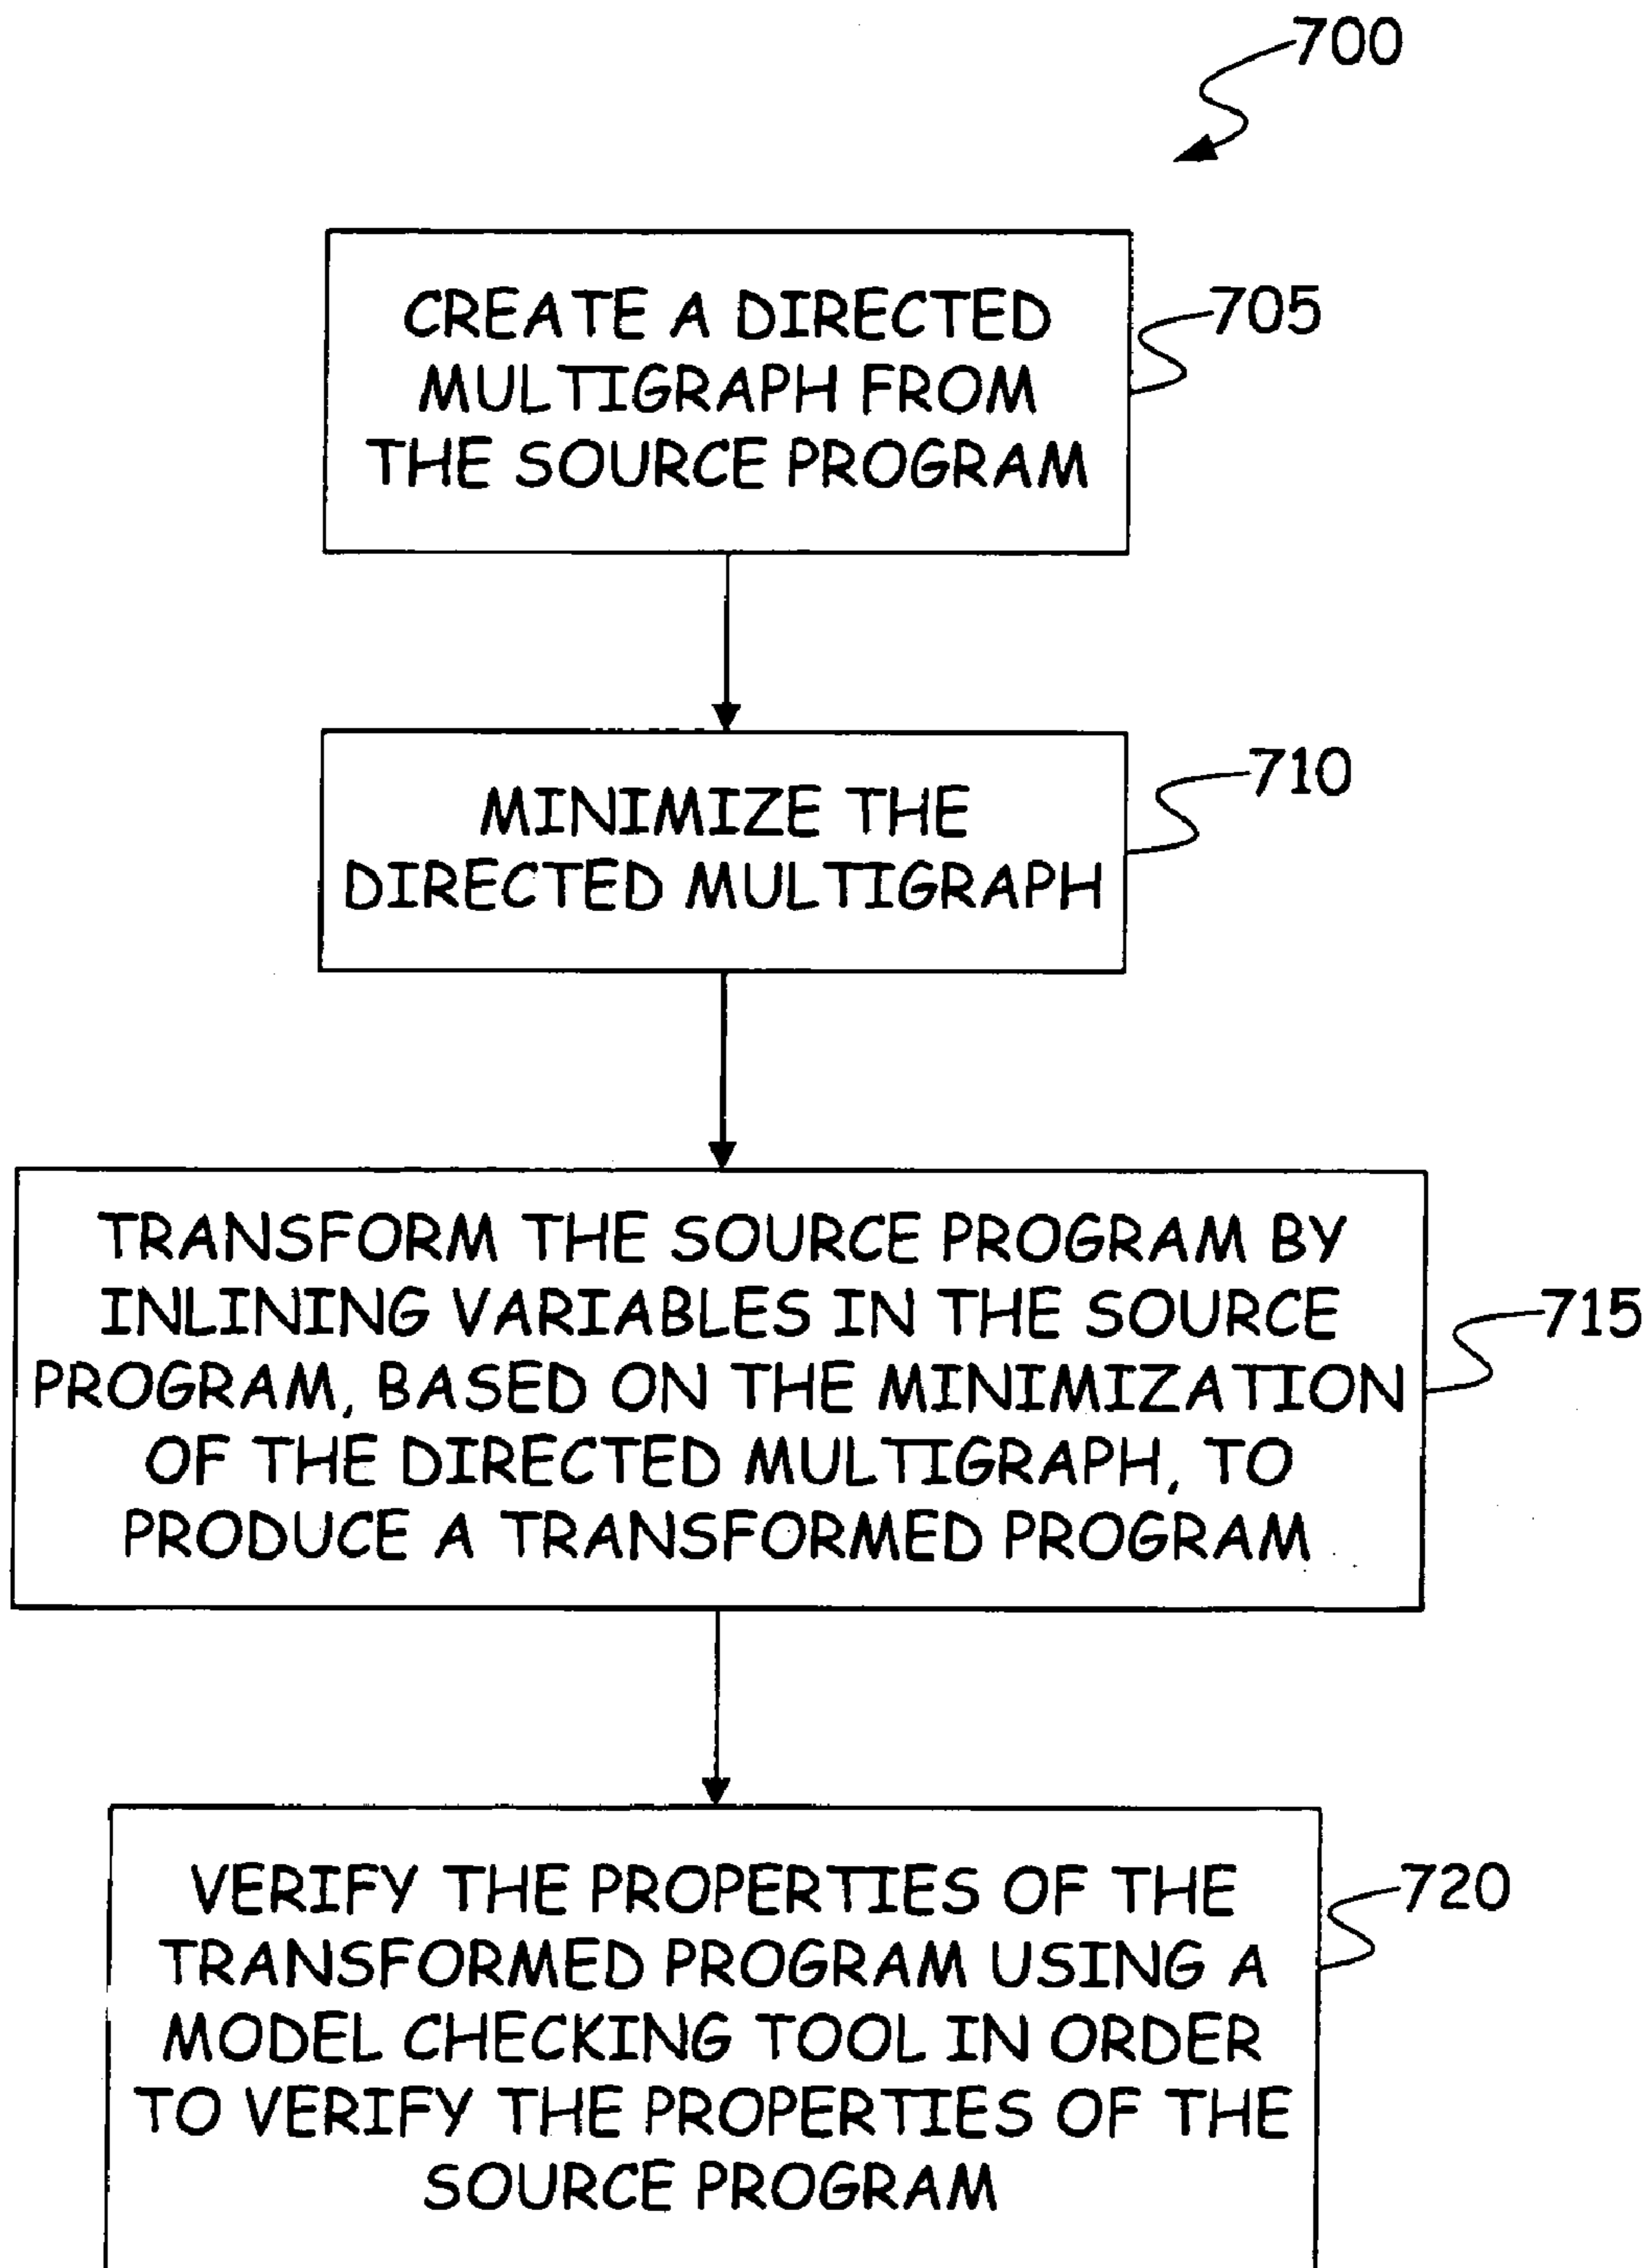 700
CREATE A DIRECTED
MULTIGRAPH FROM
THE SOURCE PROGRAM
705
MINIMIZE THE
DIRECTED MULTIGRAPH
710
TRANSFORM THE SOURCE PROGRAM BY
INLINING VARIABLES IN THE SOURCE
PROGRAM, BASED ON THE MINIMIZATION
OF THE DIRECTED MULTIGRAPH, TO
PRODUCE A TRANSFORMED PROGRAM
715
VERIFY THE PROPERTIES OF THE
TRANSFORMED PROGRAM USING A
MODEL CHECKING TOOL IN ORDER
TO VERIFY THE PROPERTIES OF THE
SOURCE PROGRAM
720